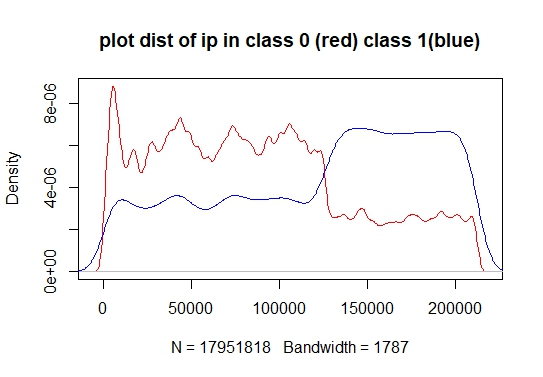 plot dist of ip in class 0 (red) class 1(blue)
Density
8e-06
4e-06
0e+00
0 50000 100000 150000 200000
N = 17951818 Bandwidth = 1787